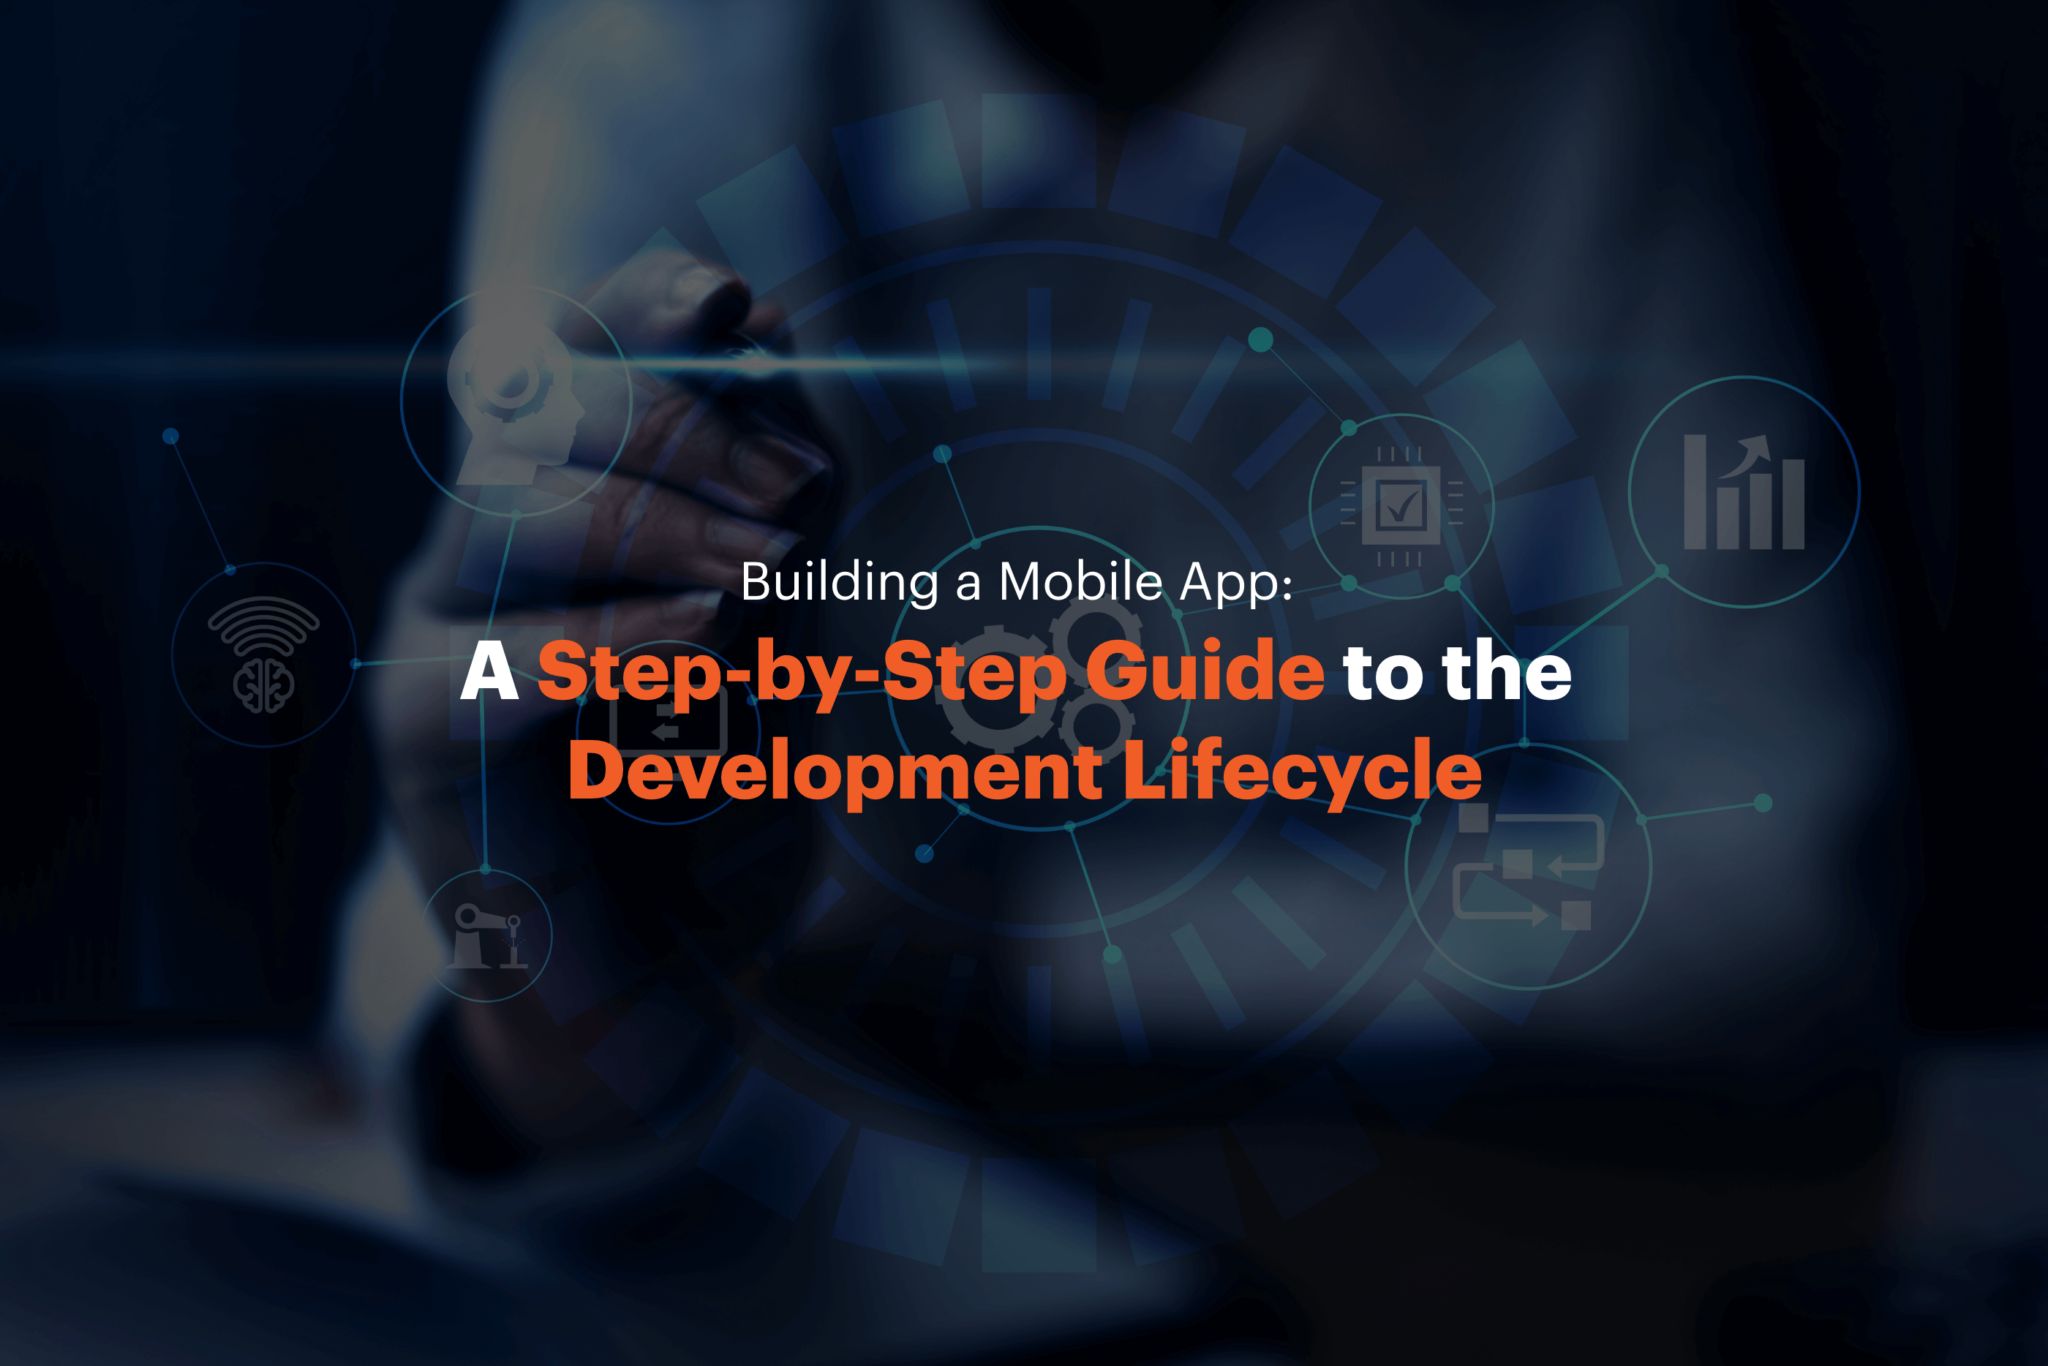 Building a Mobile App:
A Step-by-Step Guide to the
Development Lifecycle